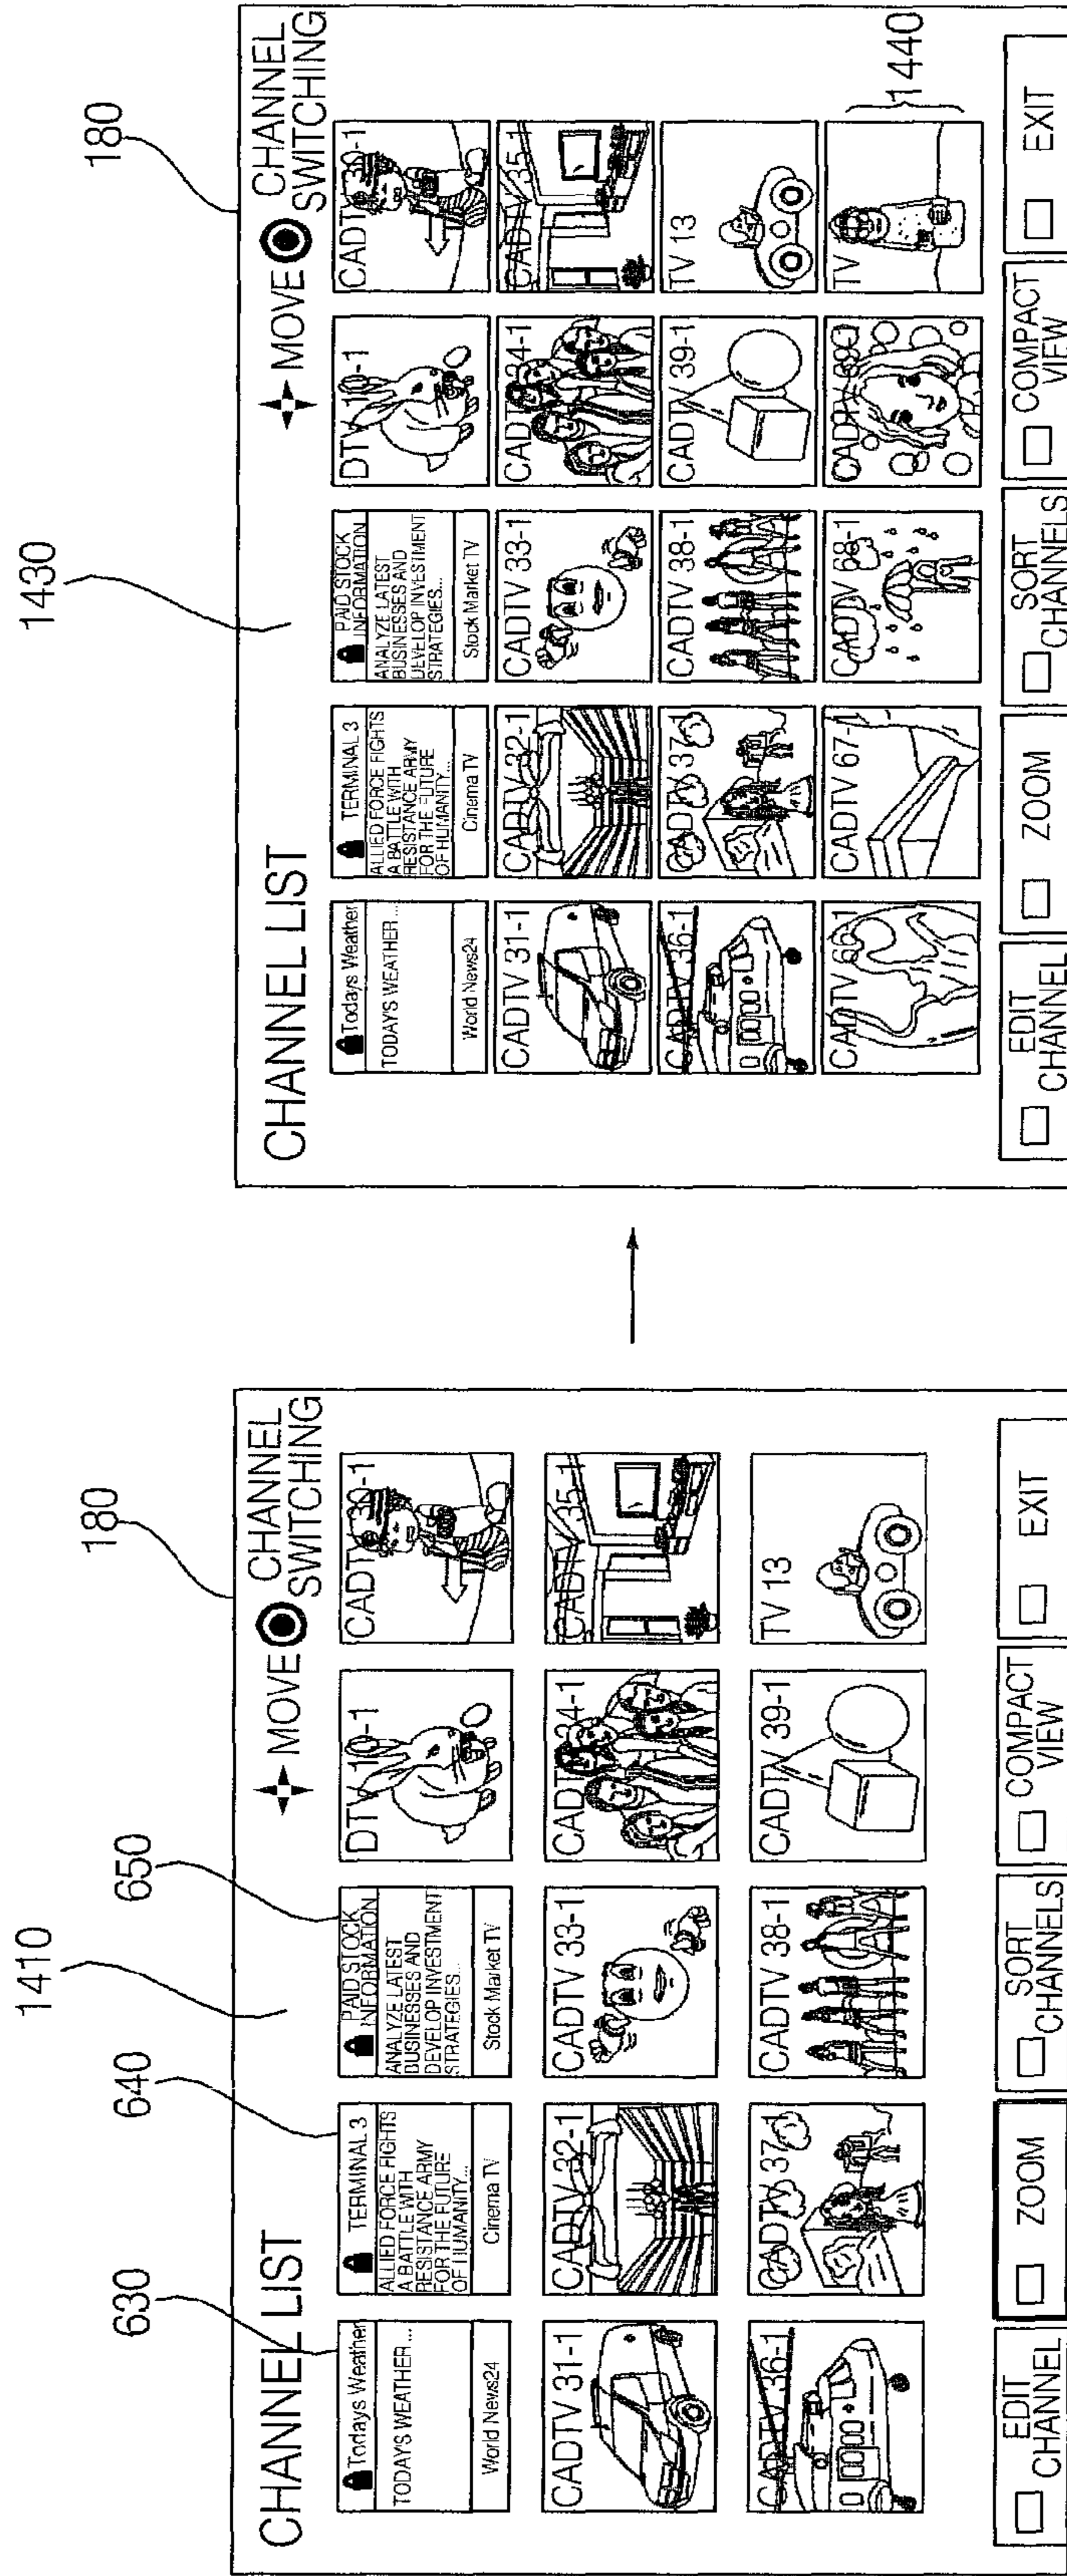 1410
180
630
640
650
CHANNEL LIST
MOVE
CHANNEL
SWITCHING
Todays Weather
TODAY'S WEATHER ...
World News24
TERMINAL 3
ALLIED FORCE FIGHTS
A BATTLE WITH
RESISTANCE ARMY
FOR THE FUTURE
OF HUMANITY...
Cinema TV
PAID STOCK
INFORMATION
ANALYZE LATEST
BUSINESSES AND
DEVELOP INVESTMENT
STRATEGIES...
Stock Market TV
DTV 10-1
CADTV 30-1
CADTV 31-1
CADTV 32-1
CADTV 33-1
CADTV 34-1
CADTV 35-1
CADTV 36-1
CADTV 37-1
CADTV 38-1
CADTV 39-1
TV 13
EDIT
CHANNEL
ZOOM
SORT
CHANNELS
COMPACT
VIEW
EXIT
1430
180
CHANNEL LIST
MOVE
CHANNEL
SWITCHING
Todays Weather
TODAY'S WEATHER ...
World News24
TERMINAL 3
ALLIED FORCE FIGHTS
A BATTLE WITH
RESISTANCE ARMY
FOR THE FUTURE
OF HUMANITY...
Cinema TV
PAID STOCK
INFORMATION
ANALYZE LATEST
BUSINESSES AND
DEVELOP INVESTMENT
STRATEGIES...
Stock Market TV
DTV 10-1
CADTV 30-1
CADTV 31-1
CADTV 32-1
CADTV 33-1
CADTV 34-1
CADTV 35-1
CADTV 36-1
CADTV 37-1
CADTV 38-1
CADTV 39-1
TV 13
CADTV 66-1
CADTV 67-1
CADTV 68-1
CADTV
TV
1440
EDIT
CHANNEL
ZOOM
SORT
CHANNELS
COMPACT
VIEW
EXIT